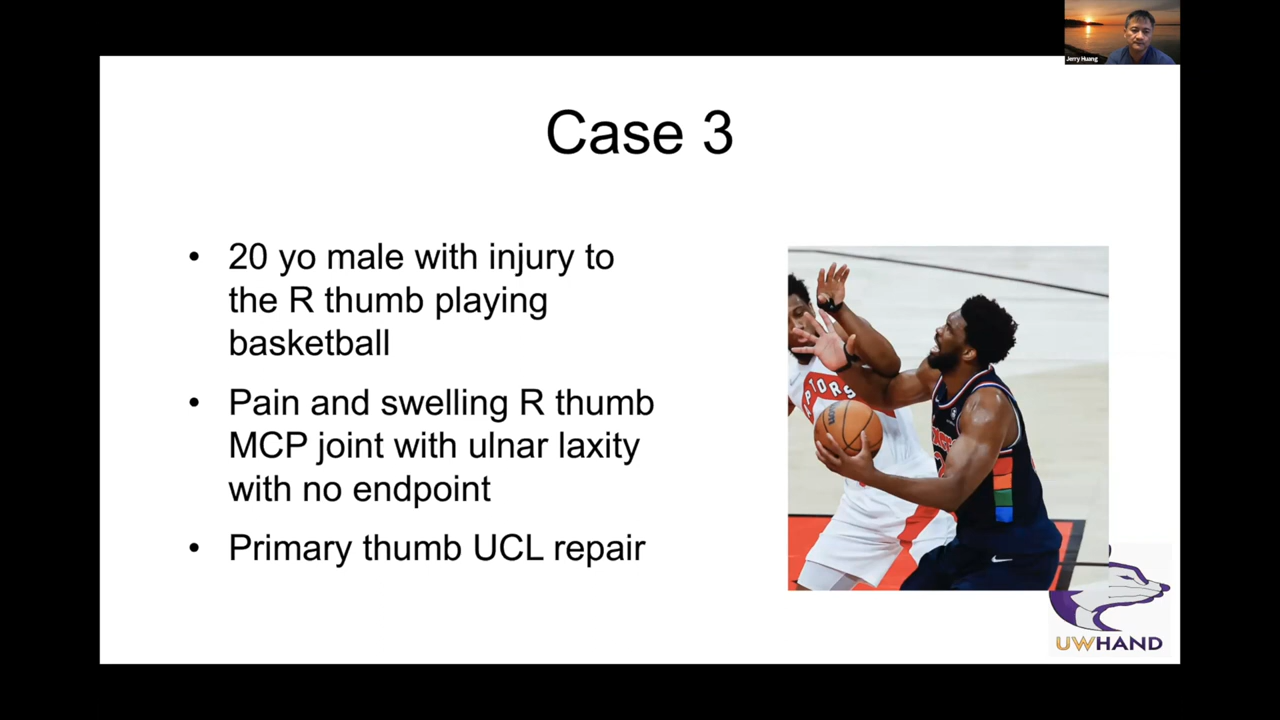 Jerry Huang
Case 3
• 20 yo male with injury to
the R thumb playing
basketball
• Pain and swelling R thumb
MCP joint with ulnar laxity
with no endpoint
• Primary thumb UCL repair
UWHAND